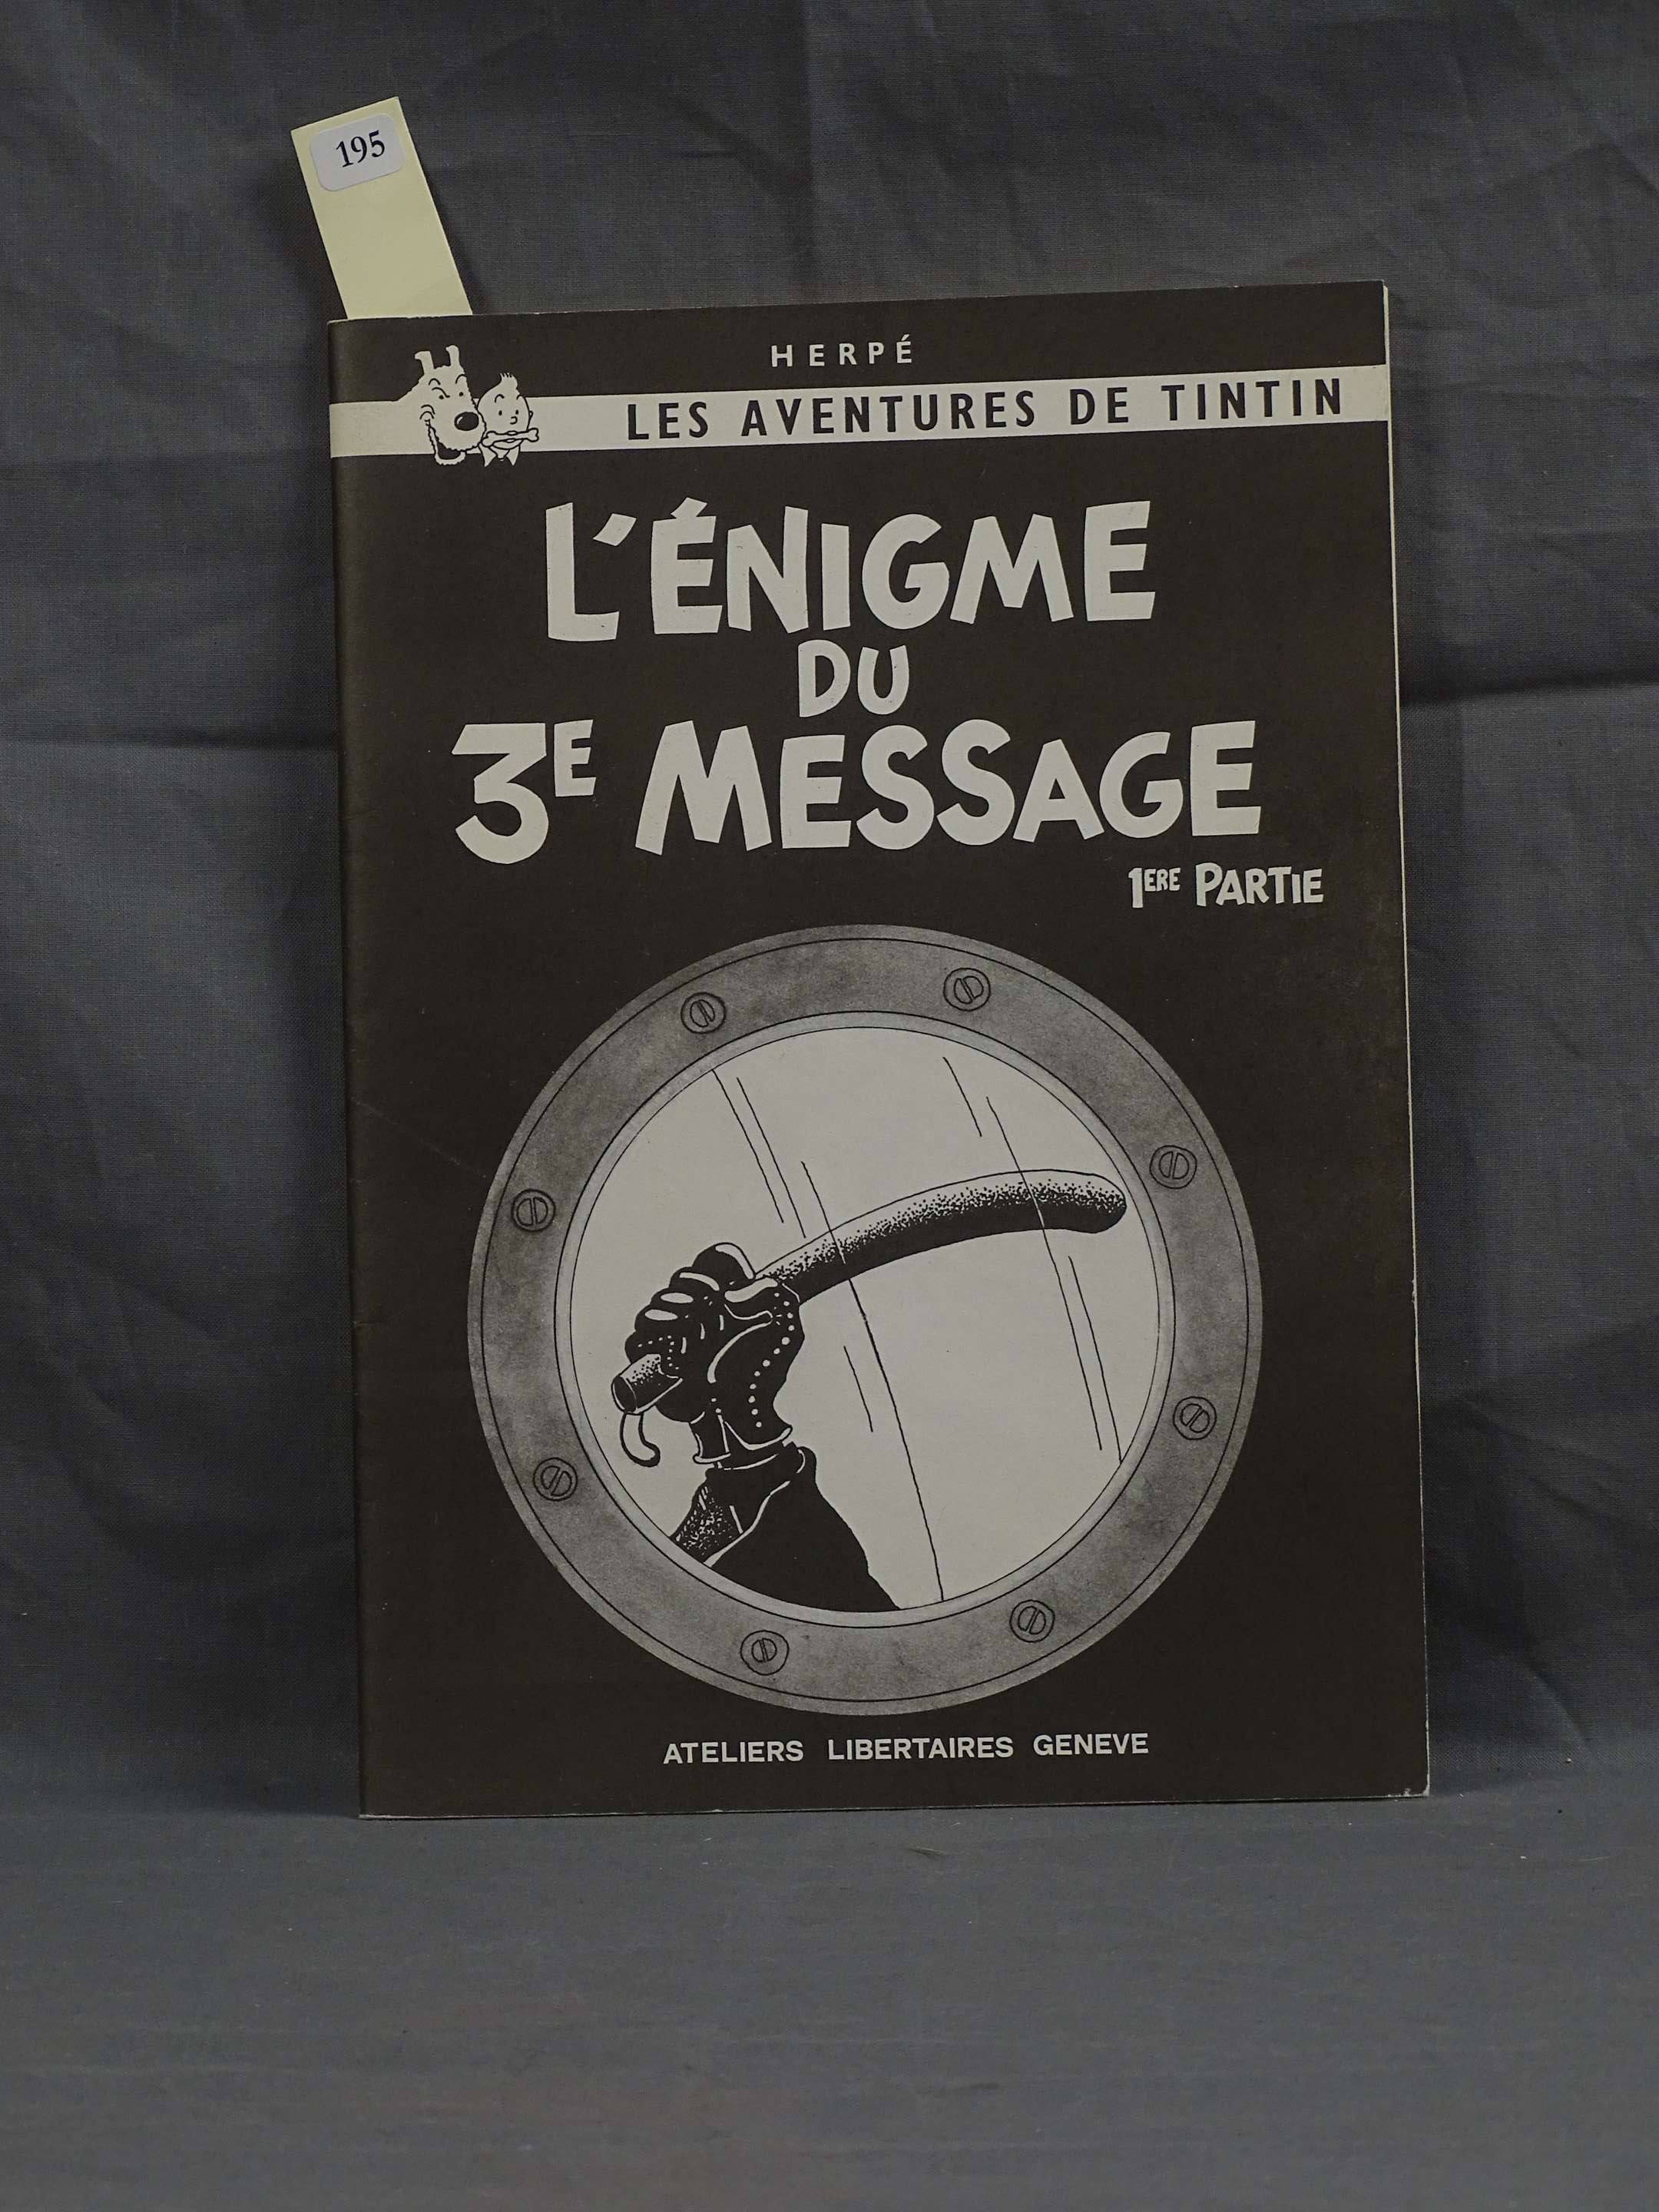 195
HERPÉ
LES AVENTURES DE TINTIN
L'ÉNIGME
DU
3E MESSAGE
1ERE PARTIE
ATELIERS LIBERTAIRES GENEVE